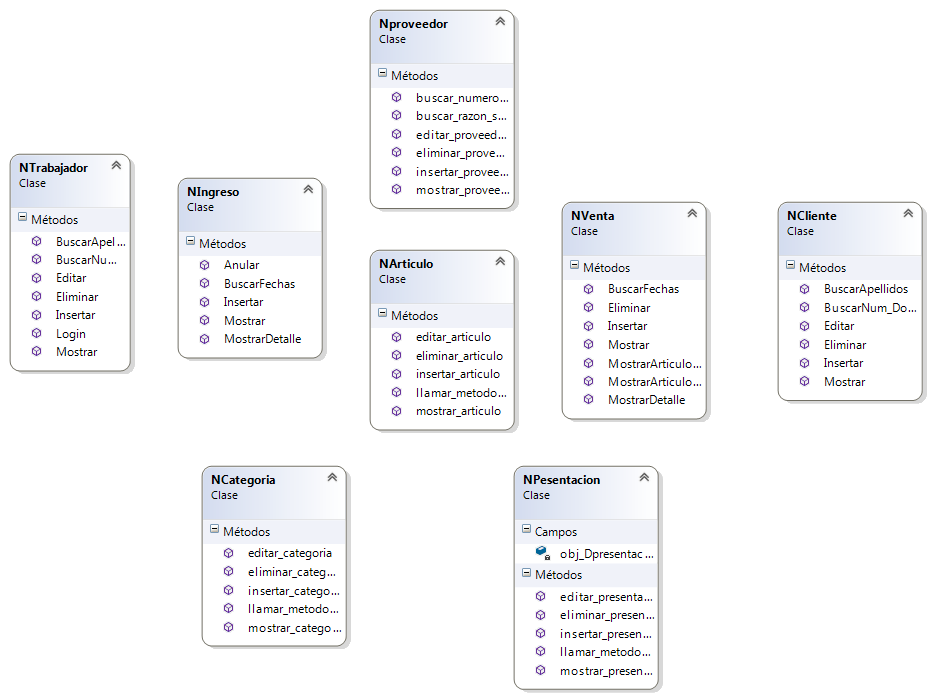 Nproveedor
Clase
Métodos
buscar_numero...
buscar_razon_s...
editar_proveed...
eliminar_prove...
insertar_provee...
mostrar_provee...
NTrabajador
Clase
Métodos
BuscarApel...
BuscarNu...
Editar
Eliminar
Insertar
Login
Mostrar
NIngreso
Clase
Métodos
Anular
BuscarFechas
Insertar
Mostrar
MostrarDetalle
NArticulo
Clase
Métodos
editar_articulo
eliminar_articulo
insertar_articulo
llamar_metodo...
mostrar_articulo
NVenta
Clase
Métodos
BuscarFechas
Eliminar
Insertar
Mostrar
MostrarArticulo...
MostrarArticulo...
MostrarDetalle
NCliente
Clase
Métodos
BuscarApellidos
BuscarNum_Do...
Editar
Eliminar
Insertar
Mostrar
NCategoria
Clase
Métodos
editar_categoria
eliminar_categ...
insertar_catego...
llamar_metodo...
mostrar_catego...
NPesentacion
Clase
Campos
obj_Dpresentac...
Métodos
editar_presenta...
eliminar_presen...
insertar_presen...
llamar_metodo...
mostrar_presen...